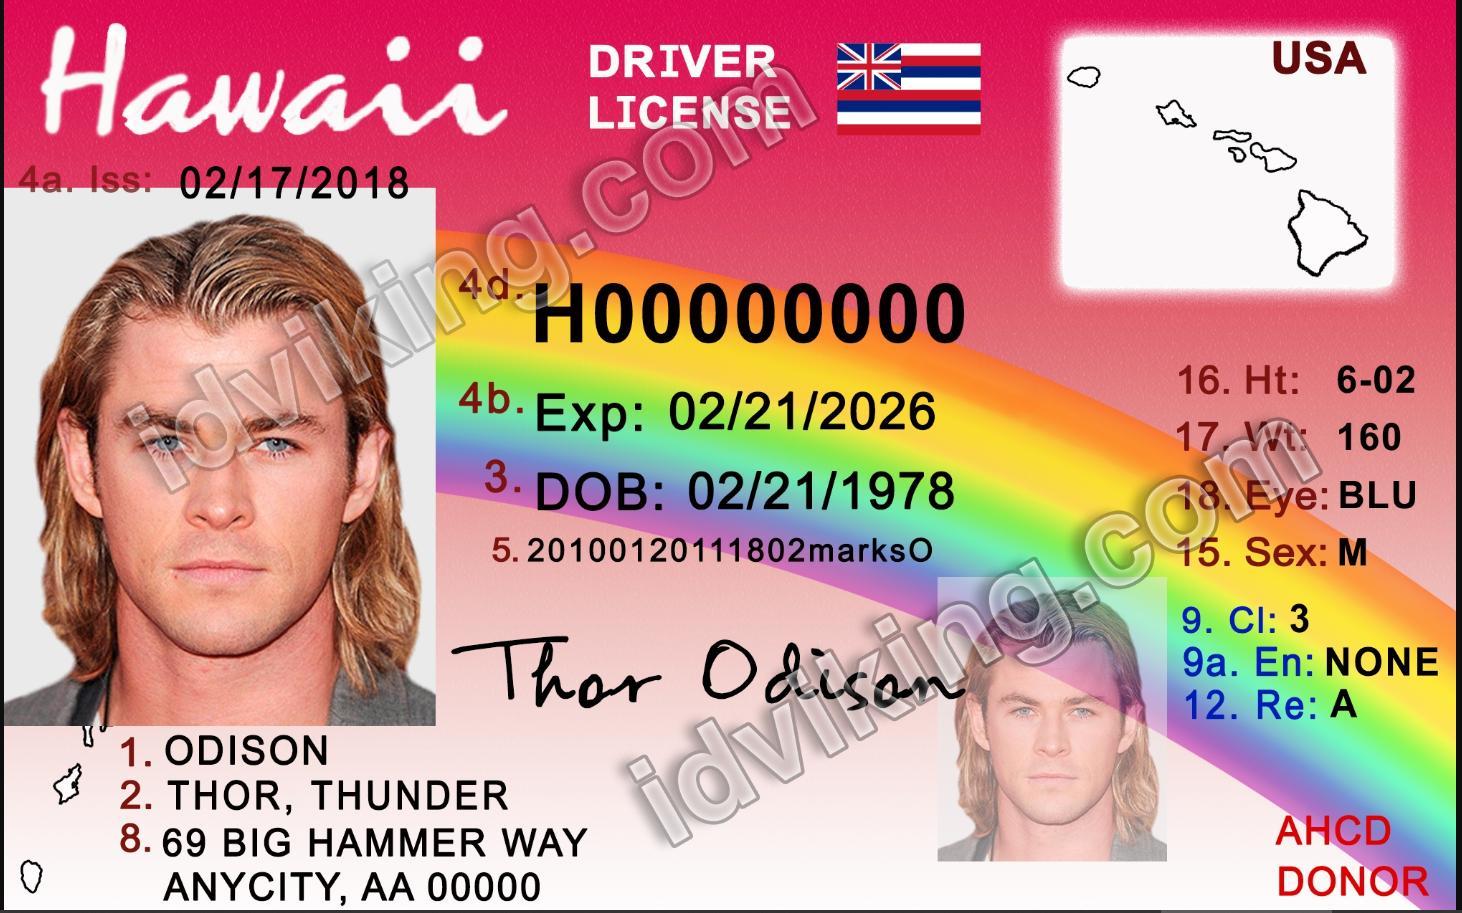 Hawaii
DRIVER
LICENSE
USA
4a. Iss: 02/17/2018
4d. H00000000
4b. Exp: 02/21/2026
3. DOB: 02/21/1978
5. 20100120111802marksO
16. Ht: 6-02
17. Wt: 160
18. Eye: BLU
15. Sex: M
9. Cl: 3
9a. En: NONE
12. Re: A
Thor Odison
1. ODISON
2. THOR, THUNDER
8. 69 BIG HAMMER WAY
ANYCITY, AA 00000
AHCD
DONOR
idviking.com
idviking.com